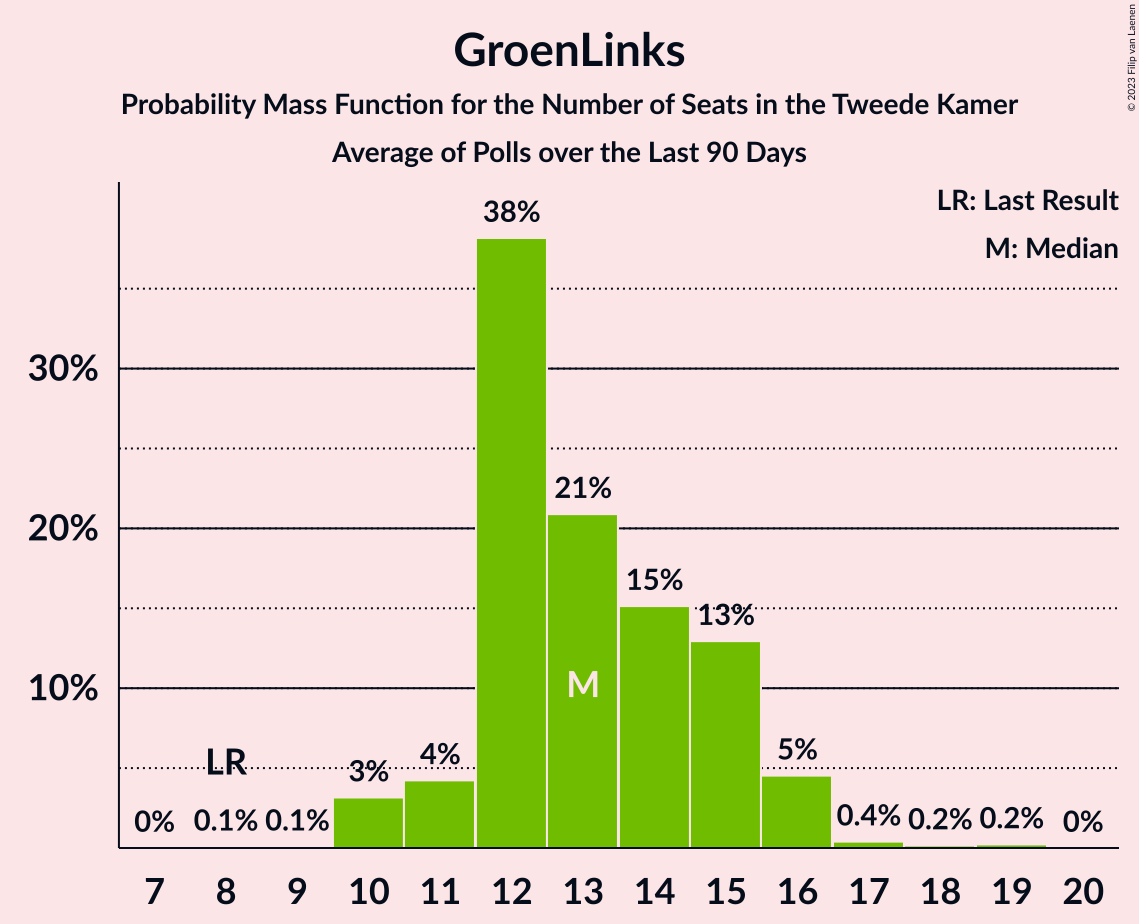 GroenLinks
Probability Mass Function for the Number of Seats in the Tweede Kamer
Average of Polls over the Last 90 Days
© 2023 Filip van Laenen
LR: Last Result
M: Median
38%
30%
21%
20%
15%
13%
M
10%
LR
0% 0.1% 0.1% 3% 4% 5% 0.4% 0.2% 0.2% 0%
7 8 9 10 11 12 13 14 15 16 17 18 19 20